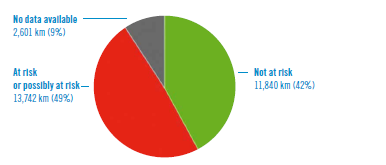 No data available
2,601 km (9%)
At risk
or possibly at risk
13,742 km (49%)
Not at risk
11,840 km (42%)